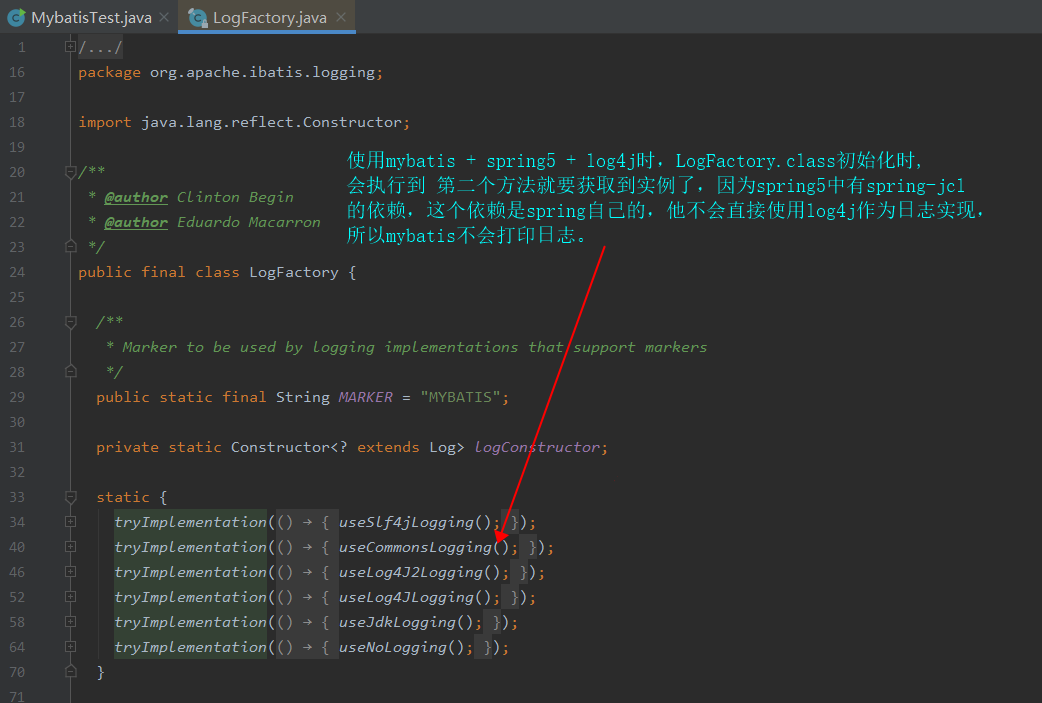 MybatisTest.java × LogFactory.java ×
1 /.../
16 package org.apache.ibatis.logging;
17
18 import java.lang.reflect.Constructor;
19
使用mybatis + spring5 + log4j时，LogFactory.class初始化时,
会执行到 第二个方法就要获取到实例了，因为spring5中有spring-jcl
的依赖，这个依赖是spring自己的，他不会直接使用log4j作为日志实现，
所以mybatis不会打印日志。
20 /**
21 * @author Clinton Begin
22 * @author Eduardo Macarron
23 */
24 public final class LogFactory {
25
26 /**
27 * Marker to be used by logging implementations that support markers
28 */
29 public static final String MARKER = "MYBATIS";
30
31 private static Constructor<? extends Log> logConstructor;
32
33 static {
34 tryImplementation(() → { useSlf4jLogging(); });
40 tryImplementation(() → { useCommonsLogging(); });
46 tryImplementation(() → { useLog4J2Logging(); });
52 tryImplementation(() → { useLog4JLogging(); });
58 tryImplementation(() → { useJdkLogging(); });
64 tryImplementation(() → { useNoLogging(); });
70 }
71